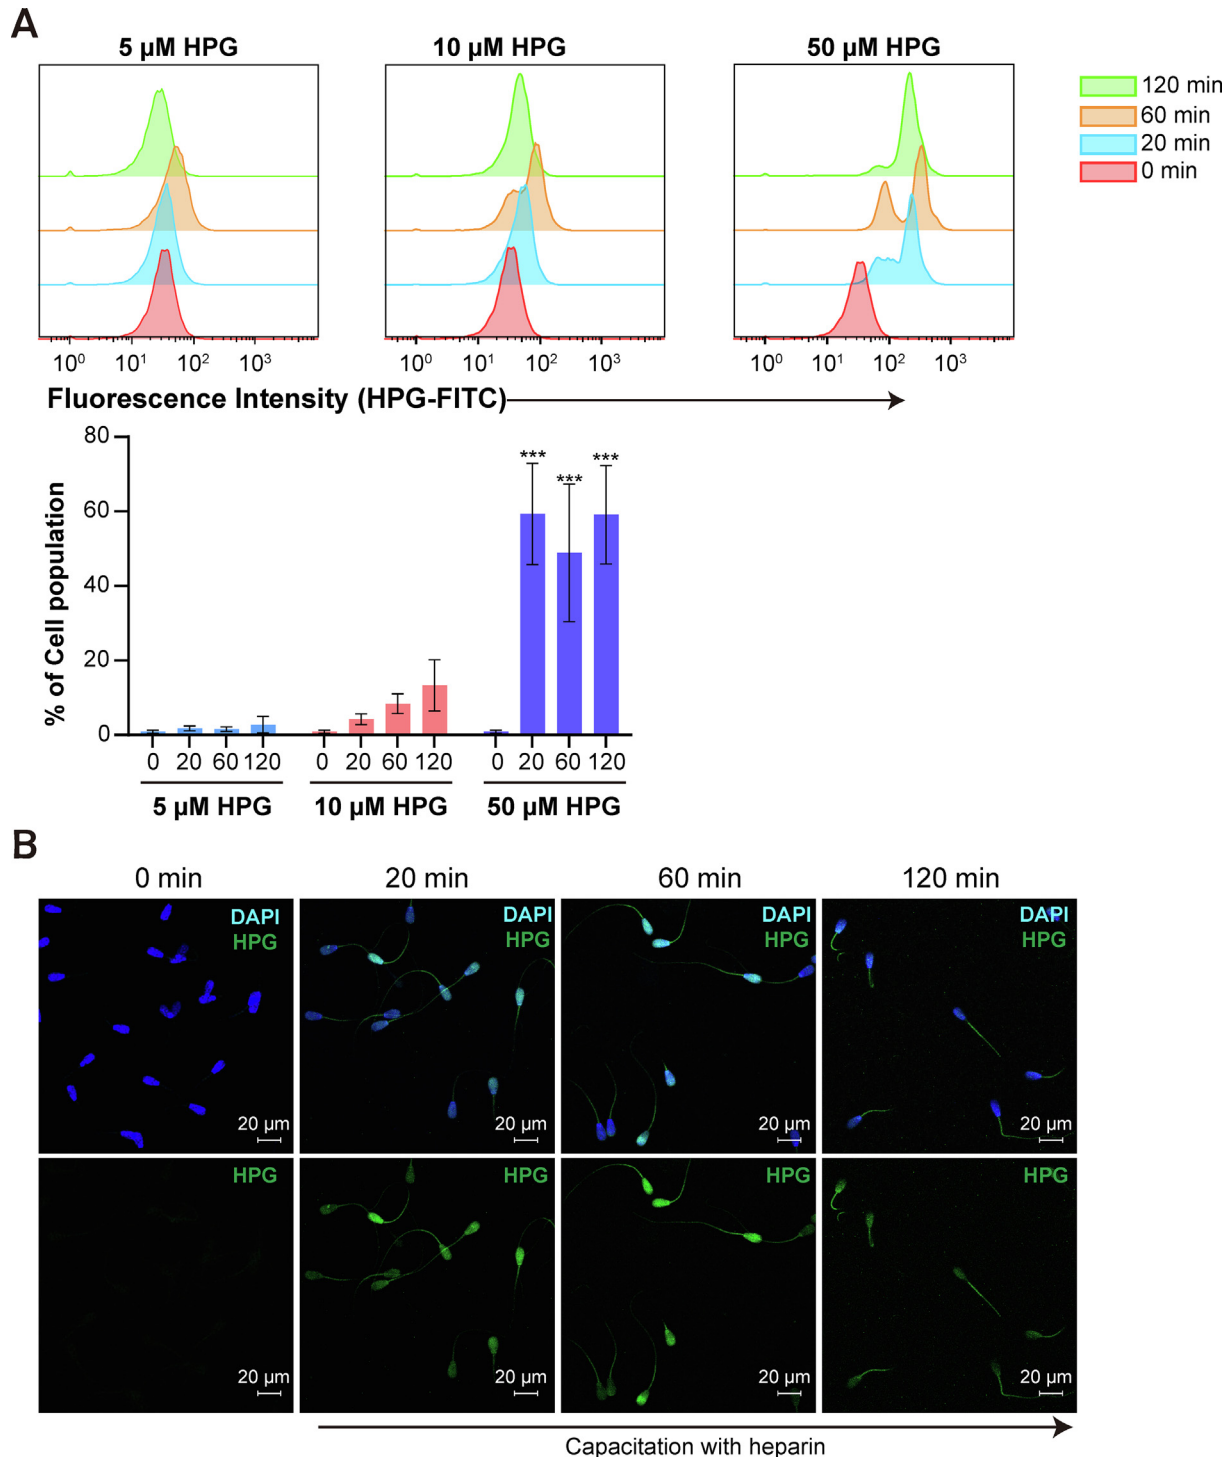 A
5 µM HPG
10 µM HPG
50 µM HPG
120 min
60 min
20 min
0 min
10⁰ 10¹ 10² 10³
10⁰ 10¹ 10² 10³
10⁰ 10¹ 10² 10³
Fluorescence Intensity (HPG-FITC)
% of Cell population
80
60
40
20
0
*** *** ***
0 20 60 120
0 20 60 120
0 20 60 120
5 µM HPG
10 µM HPG
50 µM HPG
B
0 min
20 min
60 min
120 min
DAPI
HPG
20 µm
DAPI
HPG
20 µm
DAPI
HPG
20 µm
DAPI
HPG
20 µm
HPG
20 µm
HPG
20 µm
HPG
20 µm
HPG
20 µm
Capacitation with heparin